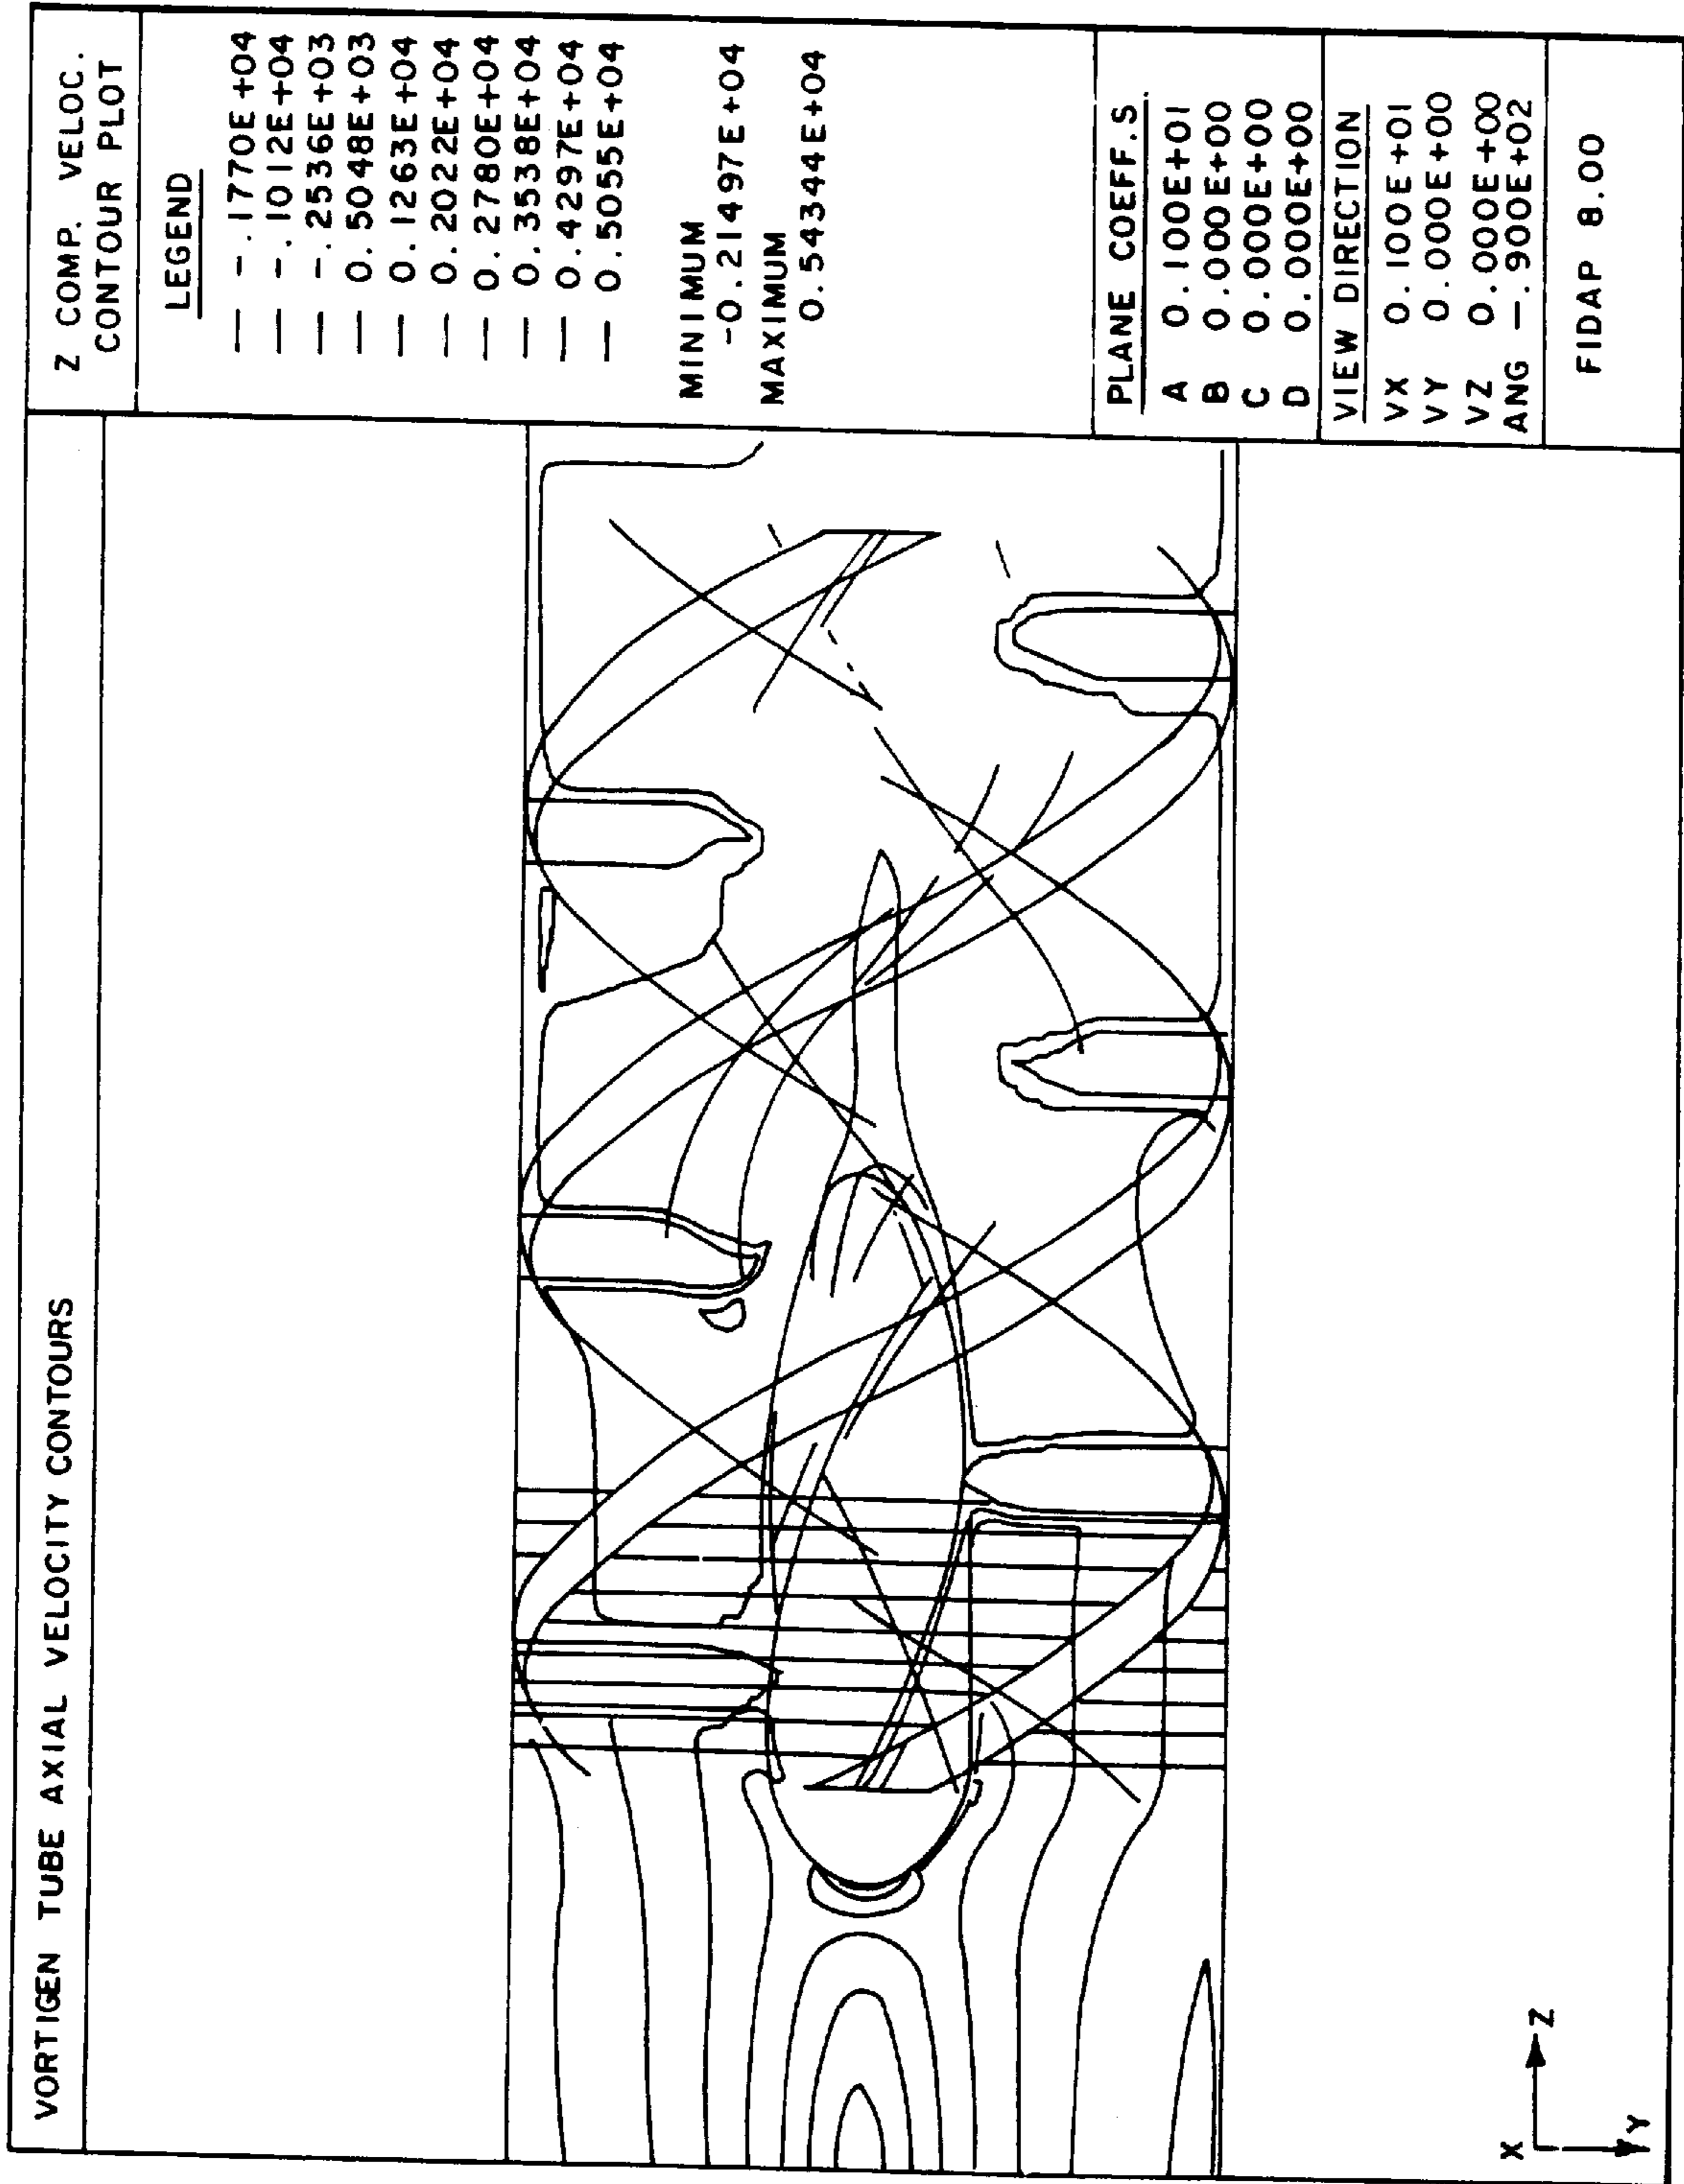 VORTIGEN TUBE AXIAL VELOCITY CONTOURS
Z COMP. VELOC.
CONTOUR PLOT
LEGEND
— -.1770E+04
— -.1012E+04
— -.2536E+03
— 0.5048E+03
— 0.1263E+04
— 0.2022E+04
— 0.2780E+04
— 0.3538E+04
— 0.4297E+04
— 0.5055E+04
MINIMUM
-0.21497E+04
MAXIMUM
0.54344E+04
PLANE COEFF.S
A 0.100E+01
B 0.000E+00
C 0.000E+00
D 0.000E+00
VIEW DIRECTION
VX 0.100E+01
VY 0.000E+00
VZ 0.000E+00
ANG -.900E+02
FIDAP 8.00
X
Z
Y